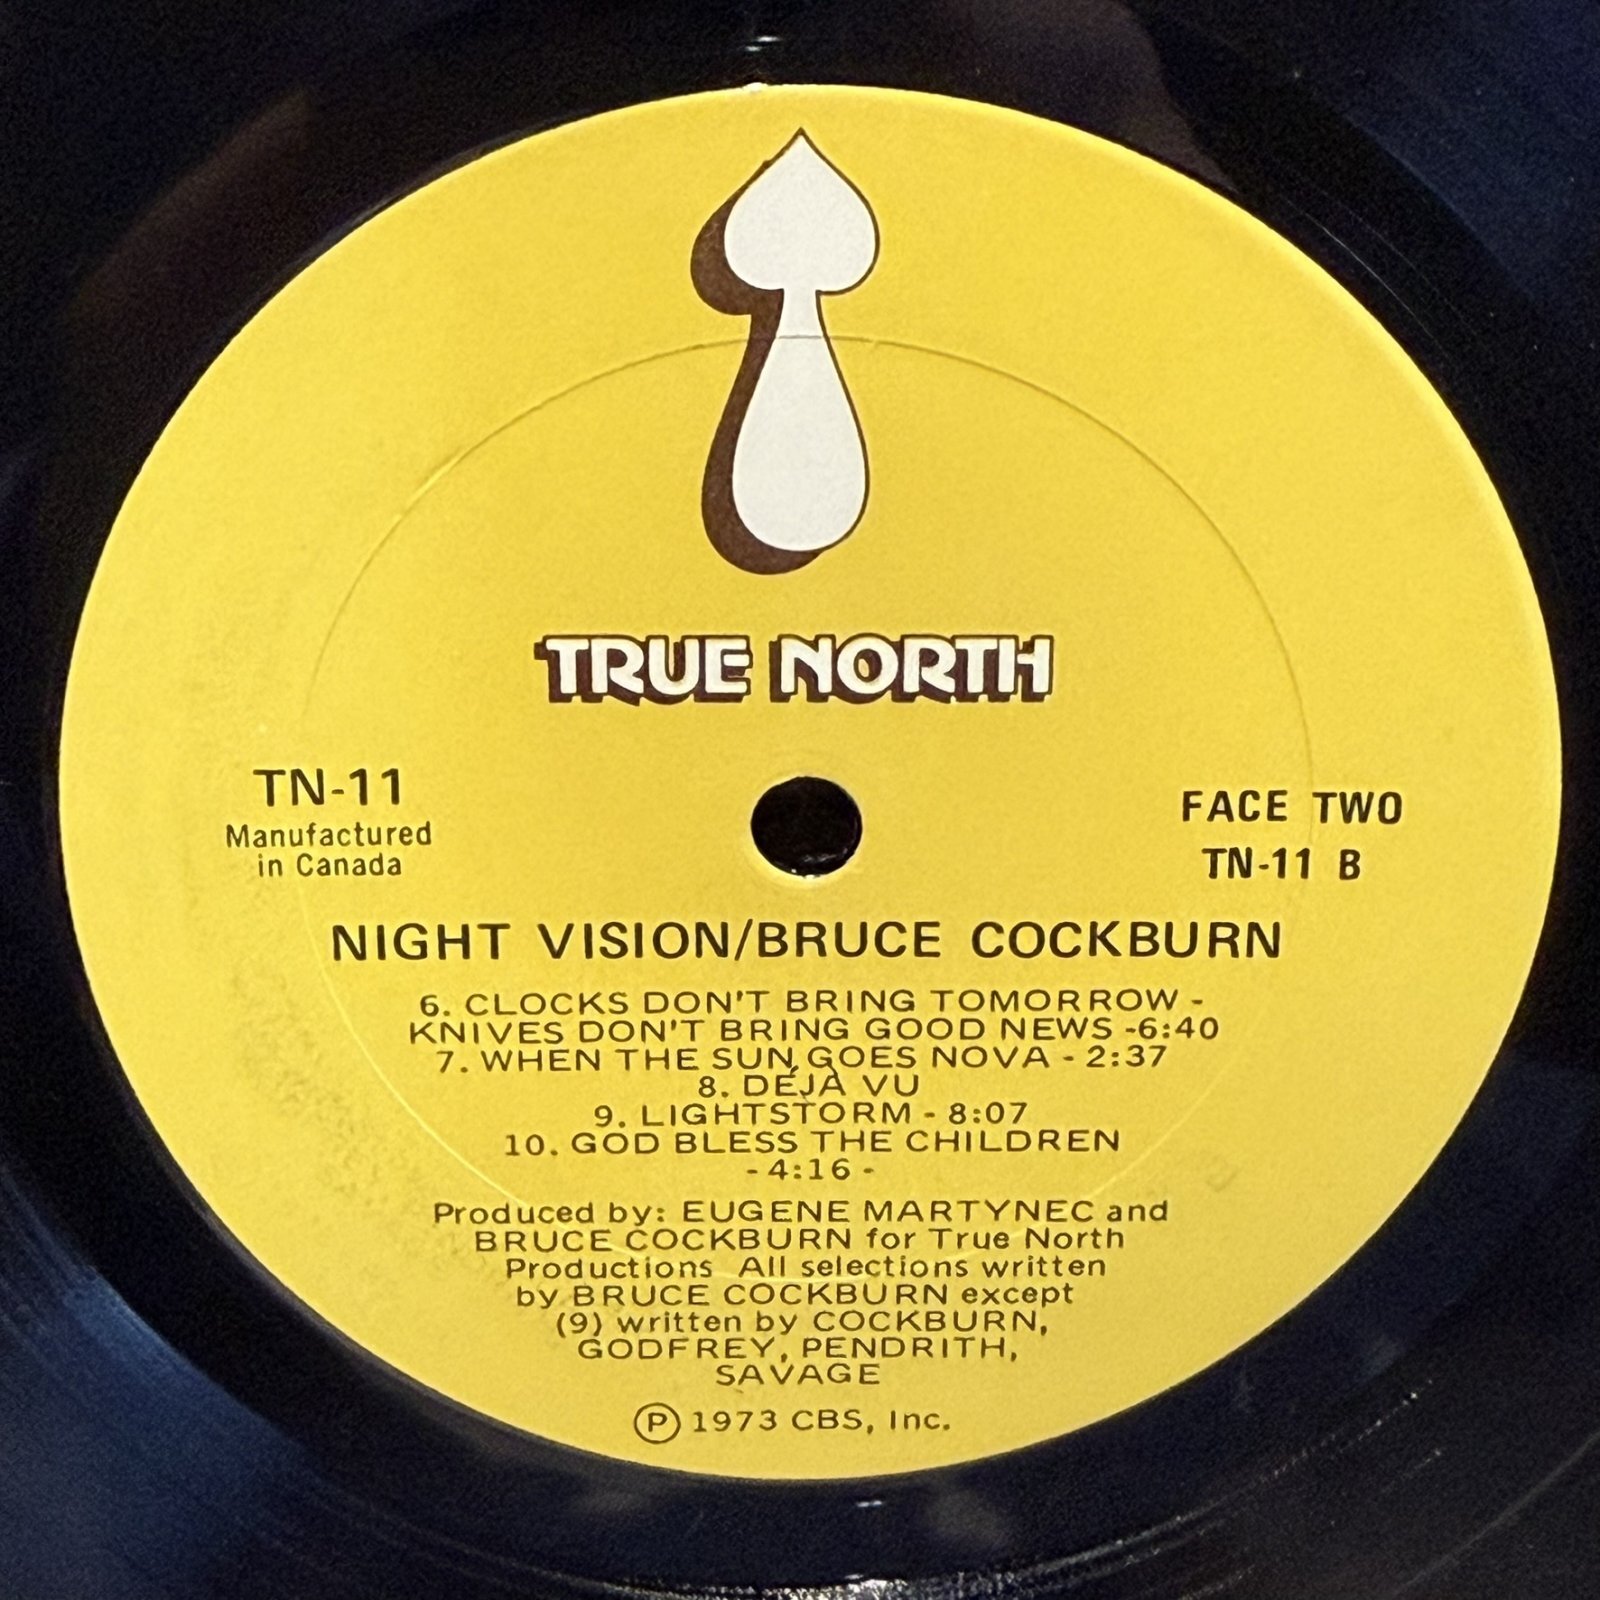 TRUE NORTH
TN-11
Manufactured
in Canada
FACE TWO
TN-11 B
NIGHT VISION/BRUCE COCKBURN
6. CLOCKS DON'T BRING TOMORROW -
KNIVES DON'T BRING GOOD NEWS -6:40
7. WHEN THE SUN GOES NOVA - 2:37
8. DÉJÀ VU
9. LIGHTSTORM - 8:07
10. GOD BLESS THE CHILDREN
- 4:16 -
Produced by: EUGENE MARTYNEC and
BRUCE COCKBURN for True North
Productions All selections written
by BRUCE COCKBURN except
(9) written by COCKBURN,
GODFREY, PENDRITH,
SAVAGE
Ⓟ 1973 CBS, Inc.